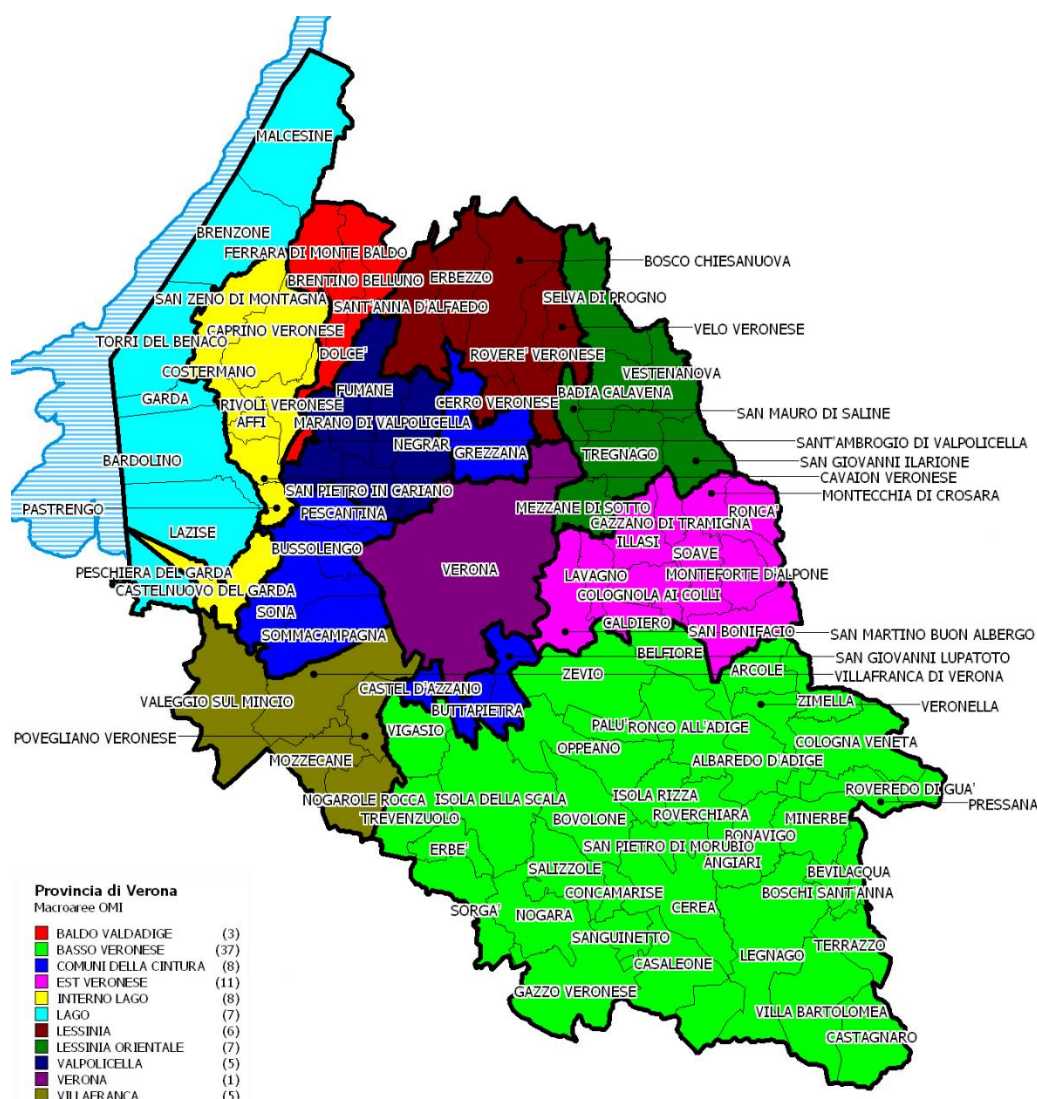 MALCESINE
BRENZONE
FERRARA DI MONTE BALDO
BOSCO CHIESANUOVA
BRENTINO BELLUNO
ERBEZZO
SAN ZENO DI MONTAGNA
SELVA DI PROGNO
SANT'ANNA D'ALFAEDO
CAPRINO VERONESE
VELO VERONESE
TORRI DEL BENACO
DOLCE'
ROVERE' VERONESE
COSTERMANO
VESTENANOVA
FUMANE
BADIA CALAVENA
GARDA
CERRO VERONESE
RIVOLI VERONESE
SAN MAURO DI SALINE
AFFI
MARANO DI VALPOLICELLA
NEGRAR
SANT'AMBROGIO DI VALPOLICELLA
GREZZANA
TREGNAGO
BARDOLINO
SAN GIOVANNI ILARIONE
CAVAION VERONESE
SAN PIETRO IN CARIANO
MONTECCHIA DI CROSARA
PASTRENGO
MEZZANE DI SOTTO
PESCANTINA
RONCA'
CAZZANO DI TRAMIGNA
LAZISE
ILLASI
BUSSOLENGO
SOAVE
VERONA
PESCHIERA DEL GARDA
LAVAGNO
MONTEFORTE D'ALPONE
CASTELNUOVO DEL GARDA
COLOGNOLA AI COLLI
SONA
CALDIERO
SOMMACAMPAGNA
SAN BONIFACIO
SAN MARTINO BUON ALBERGO
BELFIORE
SAN GIOVANNI LUPATOTO
ARCOLE
ZEVIO
VILLAFRANCA DI VERONA
CASTEL D'AZZANO
VALEGGIO SUL MINCIO
ZIMELLA
VERONELLA
BUTTAPIETRA
PALU'
RONCO ALL'ADIGE
VIGASIO
POVEGLIANO VERONESE
COLOGNA VENETA
OPPEANO
MOZZECANE
ALBAREDO D'ADIGE
ROVEREDO DI GUA'
ISOLA RIZZA
NOGAROLE ROCCA
ISOLA DELLA SCALA
PRESSANA
ROVERCHIARA
TREVENZUOLO
BOVOLONE
MINERBE
BONAVIGO
ERBE'
SAN PIETRO DI MORUBIO
ANGIARI
SALIZZOLE
BEVILACQUA
CONCAMARISE
BOSCHI SANT'ANNA
CEREA
SORGA'
NOGARA
SANGUINETTO
TERRAZZO
LEGNAGO
CASALEONE
GAZZO VERONESE
VILLA BARTOLOMEA
CASTAGNARO
Provincia di Verona
Macroaree OMI
BALDO VALDADIGE (3)
BASSO VERONESE (37)
COMUNI DELLA CINTURA (8)
EST VERONESE (11)
INTERNO LAGO (8)
LAGO (7)
LESSINIA (6)
LESSINIA ORIENTALE (7)
VALPOLICELLA (5)
VERONA (1)
VILLAFRANCA (5)